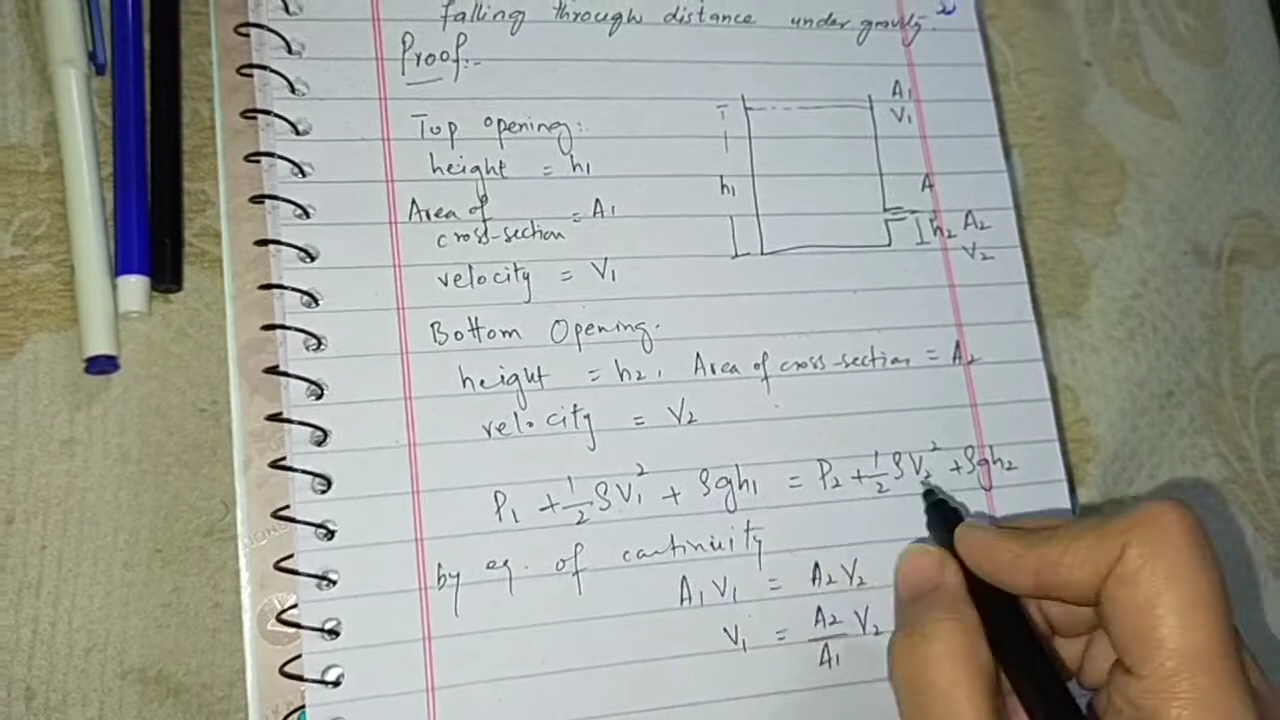 falling through distance under gravity."
Proof:-
Top opening:
height = h1
Area of
cross-section = A1
velocity = V1
A1
V1
h1
A
h2 A2
V2
Bottom Opening.
height = h2, Area of cross-section = A2
velocity = V2
P1 + 1/2 ρV1² + ρgh1 = P2 + 1/2 ρV2² + ρgh2
by eq. of continuity
A1V1 = A2V2
V1 = A2/A1 V2